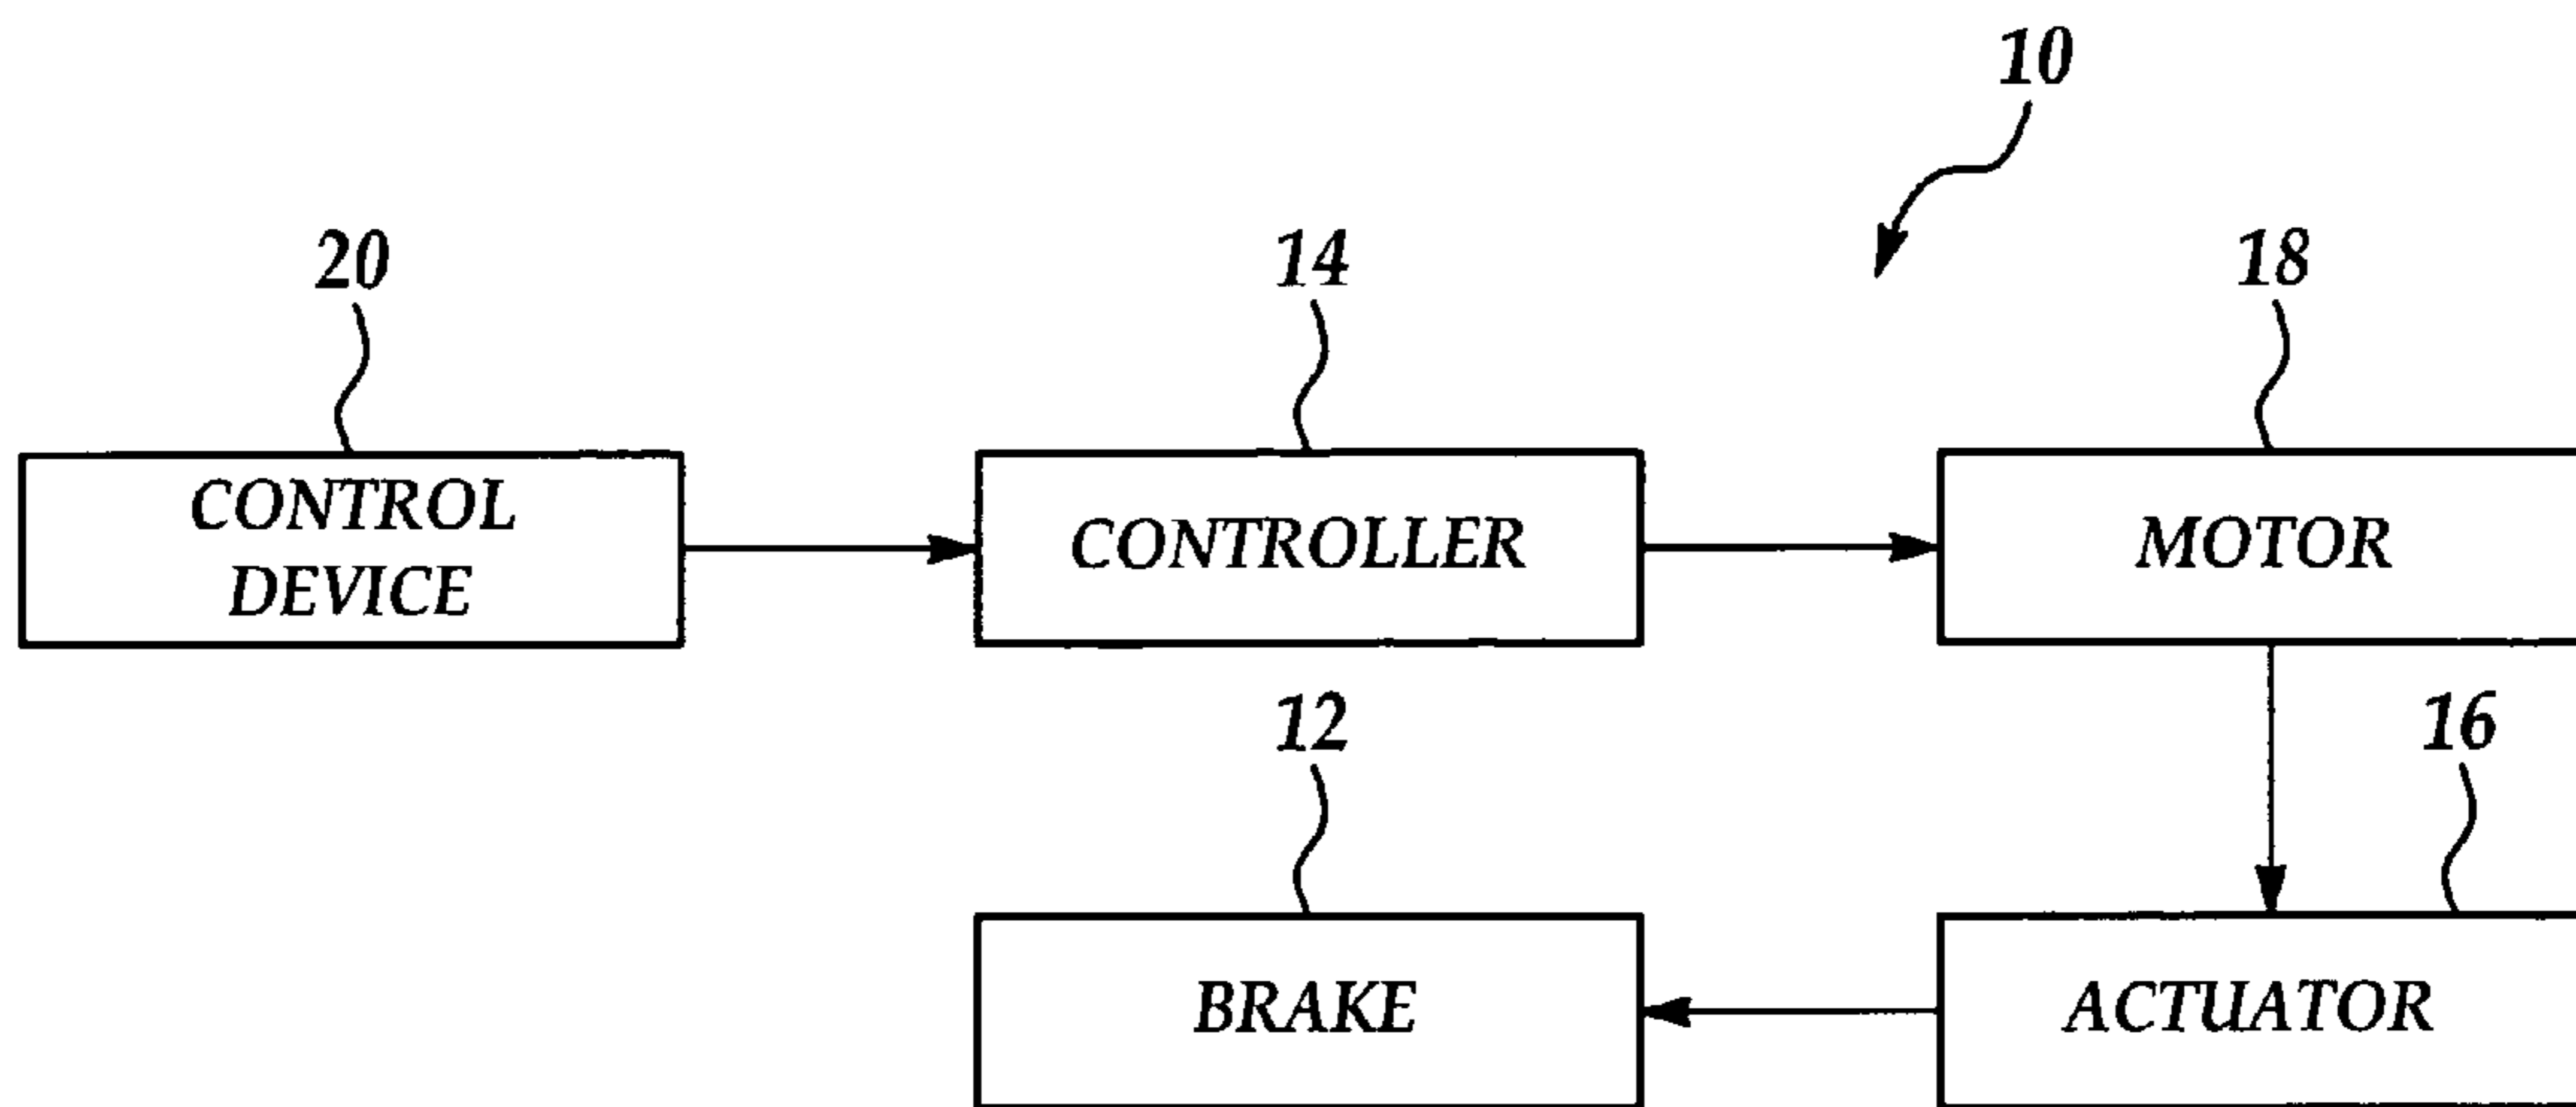 10
20
14
18
CONTROL
DEVICE
CONTROLLER
MOTOR
12
16
BRAKE
ACTUATOR